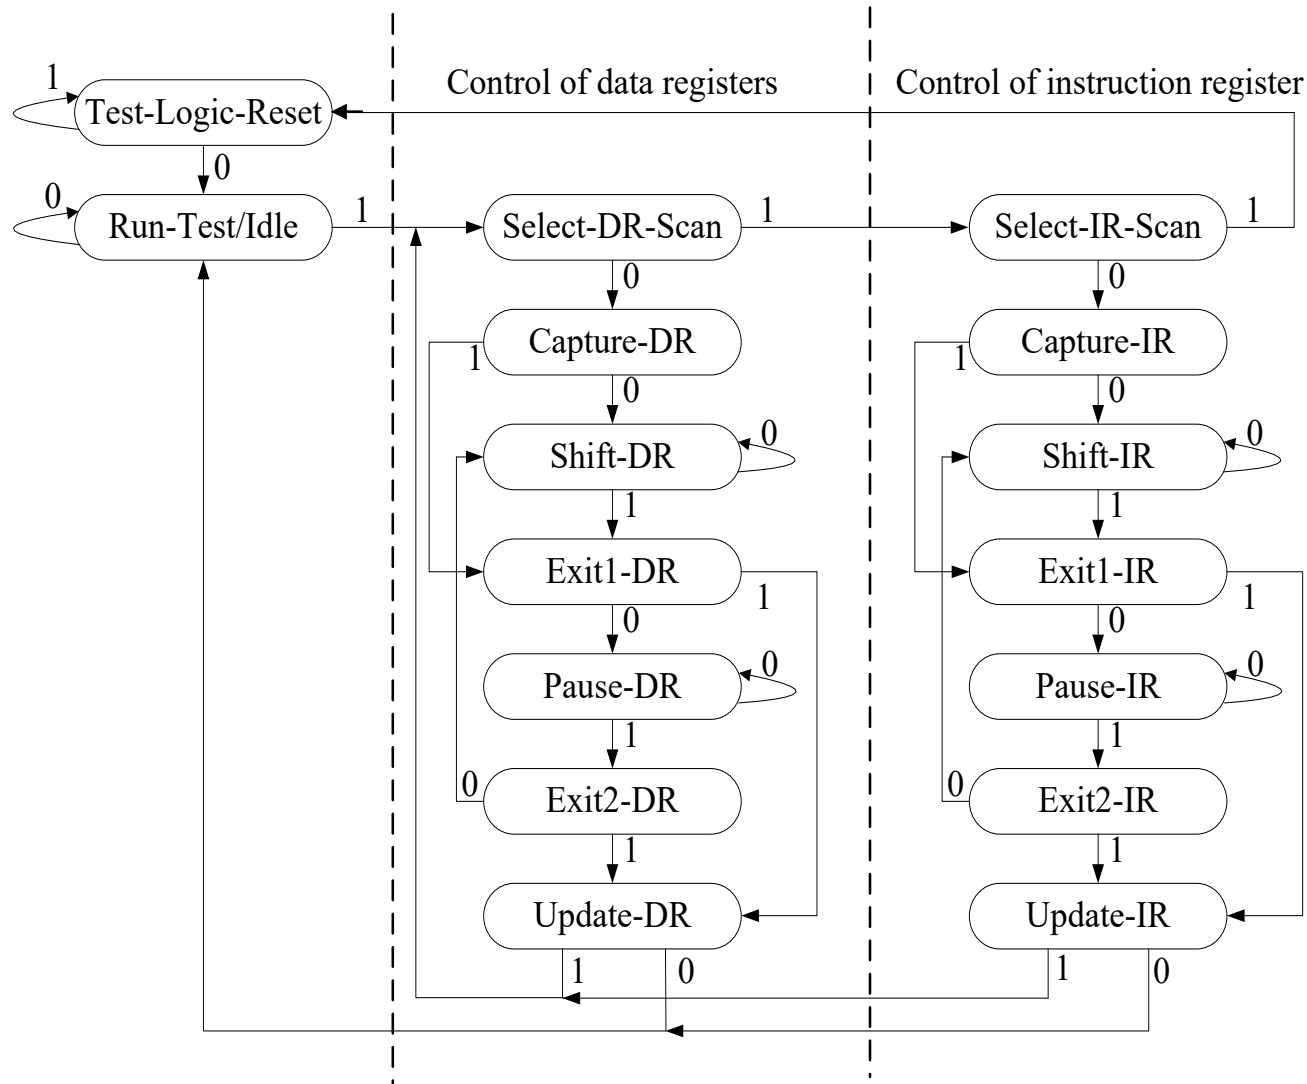 Control of data registers
Control of instruction register
1
Test-Logic-Reset
0
0
Run-Test/Idle
1
Select-DR-Scan
1
Select-IR-Scan
1
0
0
Capture-DR
Capture-IR
1
1
0
0
0
0
Shift-DR
Shift-IR
1
1
Exit1-DR
Exit1-IR
1
1
0
0
0
0
Pause-DR
Pause-IR
1
1
0
0
Exit2-DR
Exit2-IR
1
1
Update-DR
Update-IR
1
0
1
0